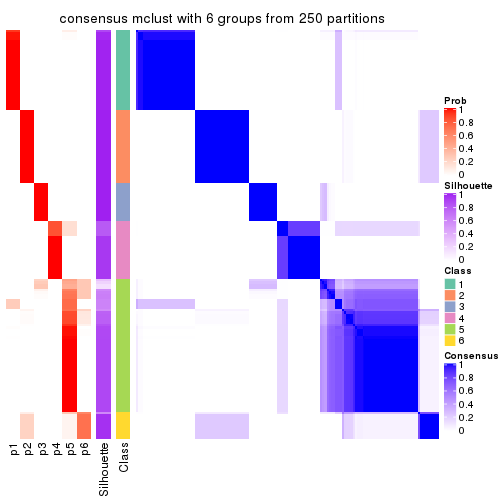 consensus mclust with 6 groups from 250 partitions
Prob
1
0.8
0.6
0.4
0.2
0
Silhouette
1
0.8
0.6
0.4
0.2
0
Class
1
2
3
4
5
6
Consensus
1
0.8
0.6
0.4
0.2
0
p1
p2
p3
p4
p5
p6
Silhouette
Class